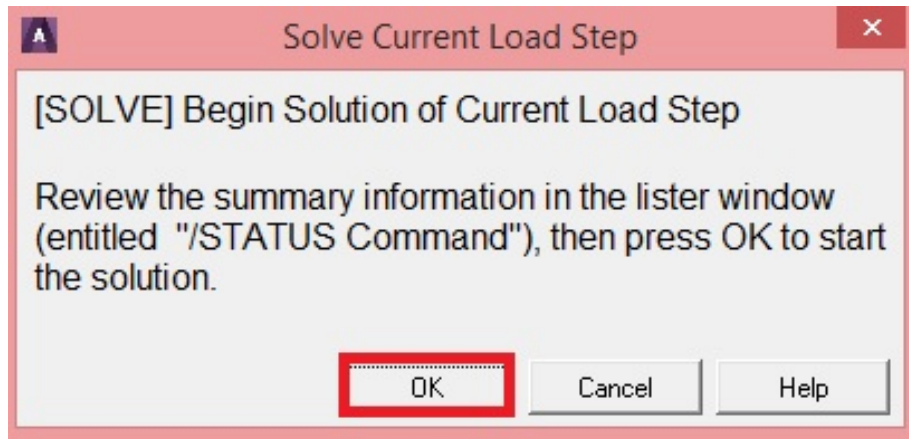 A
Solve Current Load Step
×
[SOLVE] Begin Solution of Current Load Step
Review the summary information in the lister window
(entitled "/STATUS Command"), then press OK to start
the solution.
OK
Cancel
Help